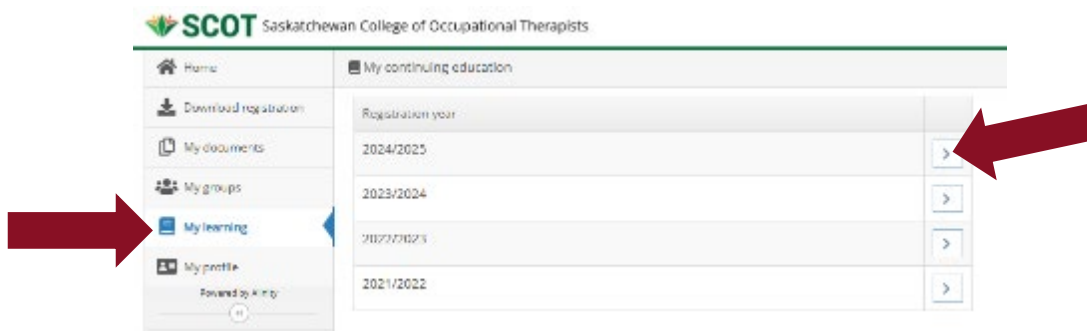 SCOT Saskatchewan College of Occupational Therapists
Home
My continuing education
Download registration
Registration year
My documents
2024/2025
My groups
2023/2024
My learning
2022/2023
My profile
2021/2022
Powered by Alinity